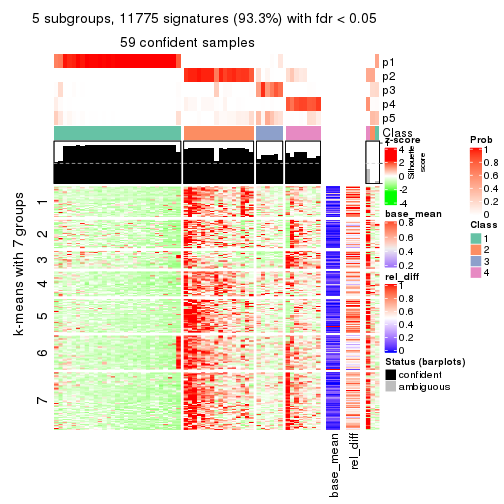 5 subgroups, 11775 signatures (93.3%) with fdr < 0.05
59 confident samples
p1
p2
p3
p4
p5
Class
1
Silhouette
score
z-score
4
2
0
-2
-4
base_mean
0.8
0.6
0.4
0.2
rel_diff
1
0.8
0.6
0.4
0.2
0
Status (barplots)
confident
ambiguous
Prob
1
0.8
0.6
0.4
0.2
0
Class
1
2
3
4
k-means with 7 groups
1
2
3
4
5
6
7
base_mean
rel_diff